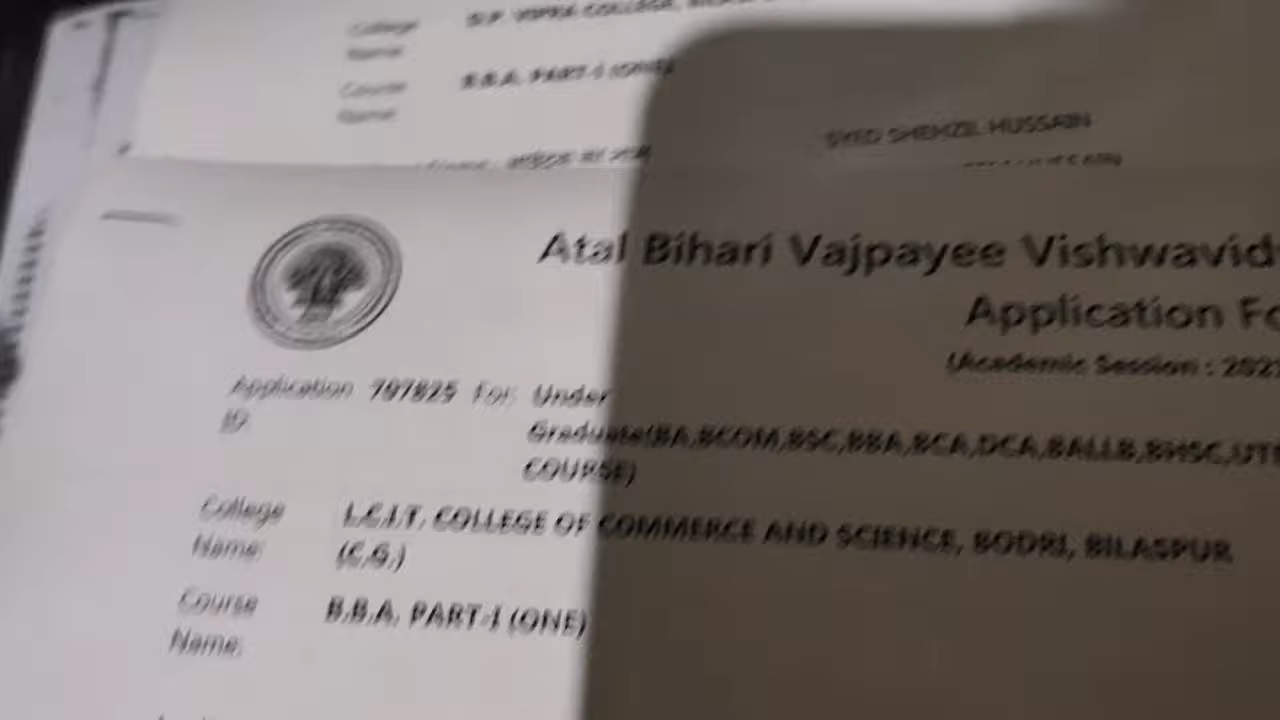 College
Name:
D.P. VIPRA COLLEGE,
Course
Name:
B.B.A. PART-I (ONE)
SYED SHEHZIL HUSSAIN
Atal Bihari Vajpayee Vishwavid
Application Fo
(Academic Session : 202
Application 797825 For: Under
ID
Graduate(BA,BCOM,BSC,BBA,BCA,DCA,BALLB,BHSC,UTD
COURSE)
College L.C.I.T. COLLEGE OF COMMERCE AND SCIENCE, BODRI, BILASPUR
Name: (C.G.)
Course B.B.A. PART-I (ONE)
Name: